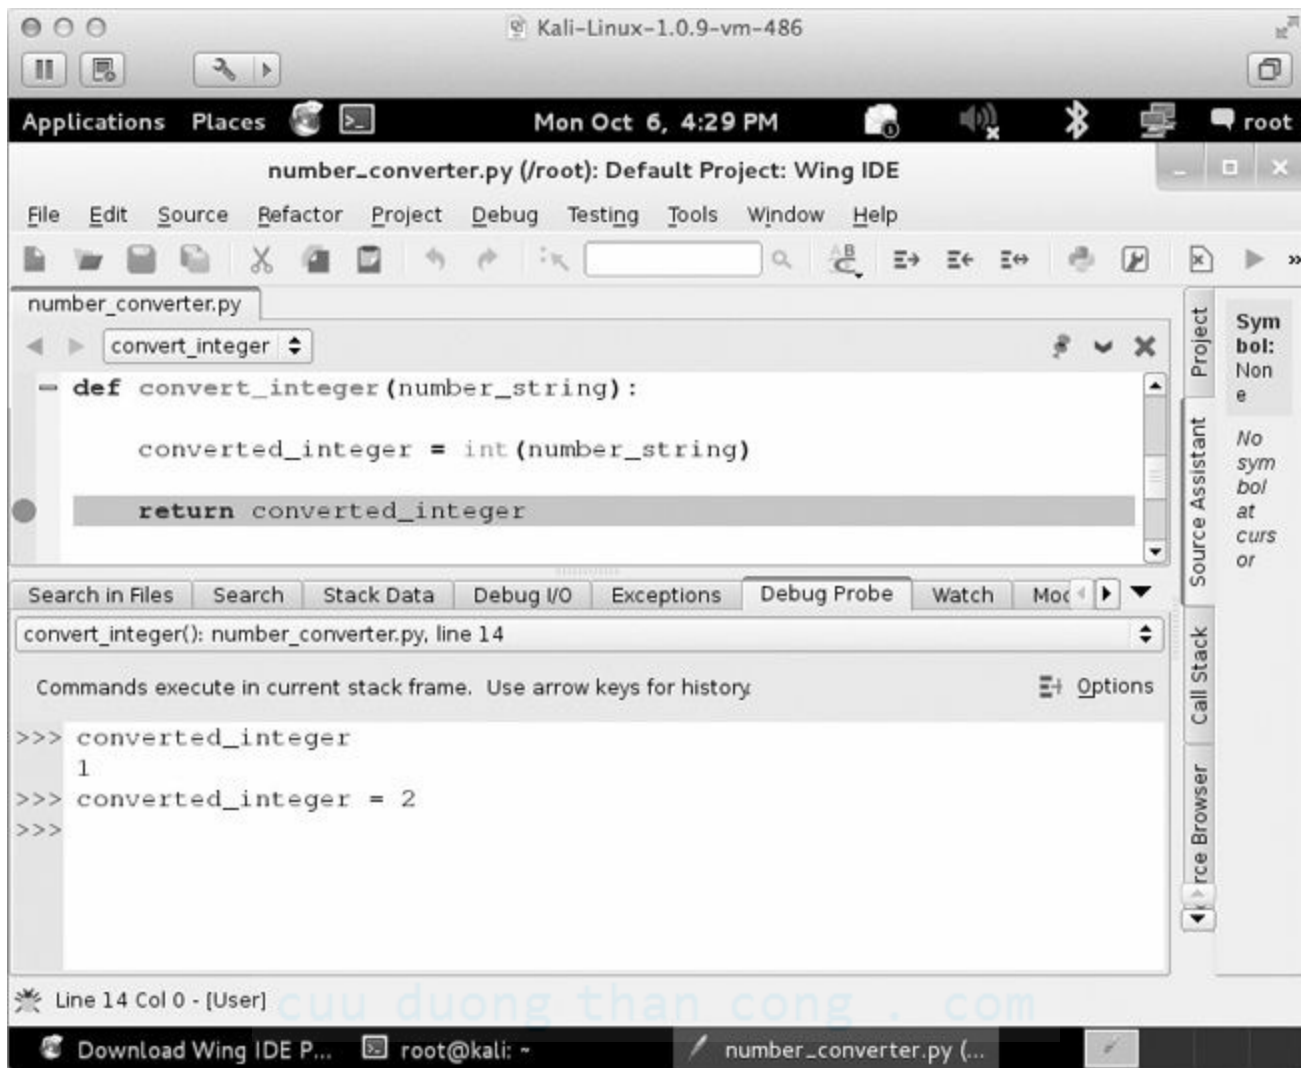 Kali-Linux-1.0.9-vm-486
Applications Places Mon Oct 6, 4:29 PM root
number_converter.py (/root): Default Project: Wing IDE
File Edit Source Refactor Project Debug Testing Tools Window Help
number_converter.py
convert_integer
def convert_integer(number_string):
converted_integer = int(number_string)
return converted_integer
Project
Source Assistant
Call Stack
rce Browser
Sym
bol:
Non
e
No
sym
bol
at
curs
or
Search in Files Search Stack Data Debug I/O Exceptions Debug Probe Watch Mod
convert_integer(): number_converter.py, line 14
Commands execute in current stack frame. Use arrow keys for history. Options
>>> converted_integer
1
>>> converted_integer = 2
>>>
Line 14 Col 0 - [User]
cuu duong than cong . com
Download Wing IDE P... root@kali: ~ number_converter.py (...